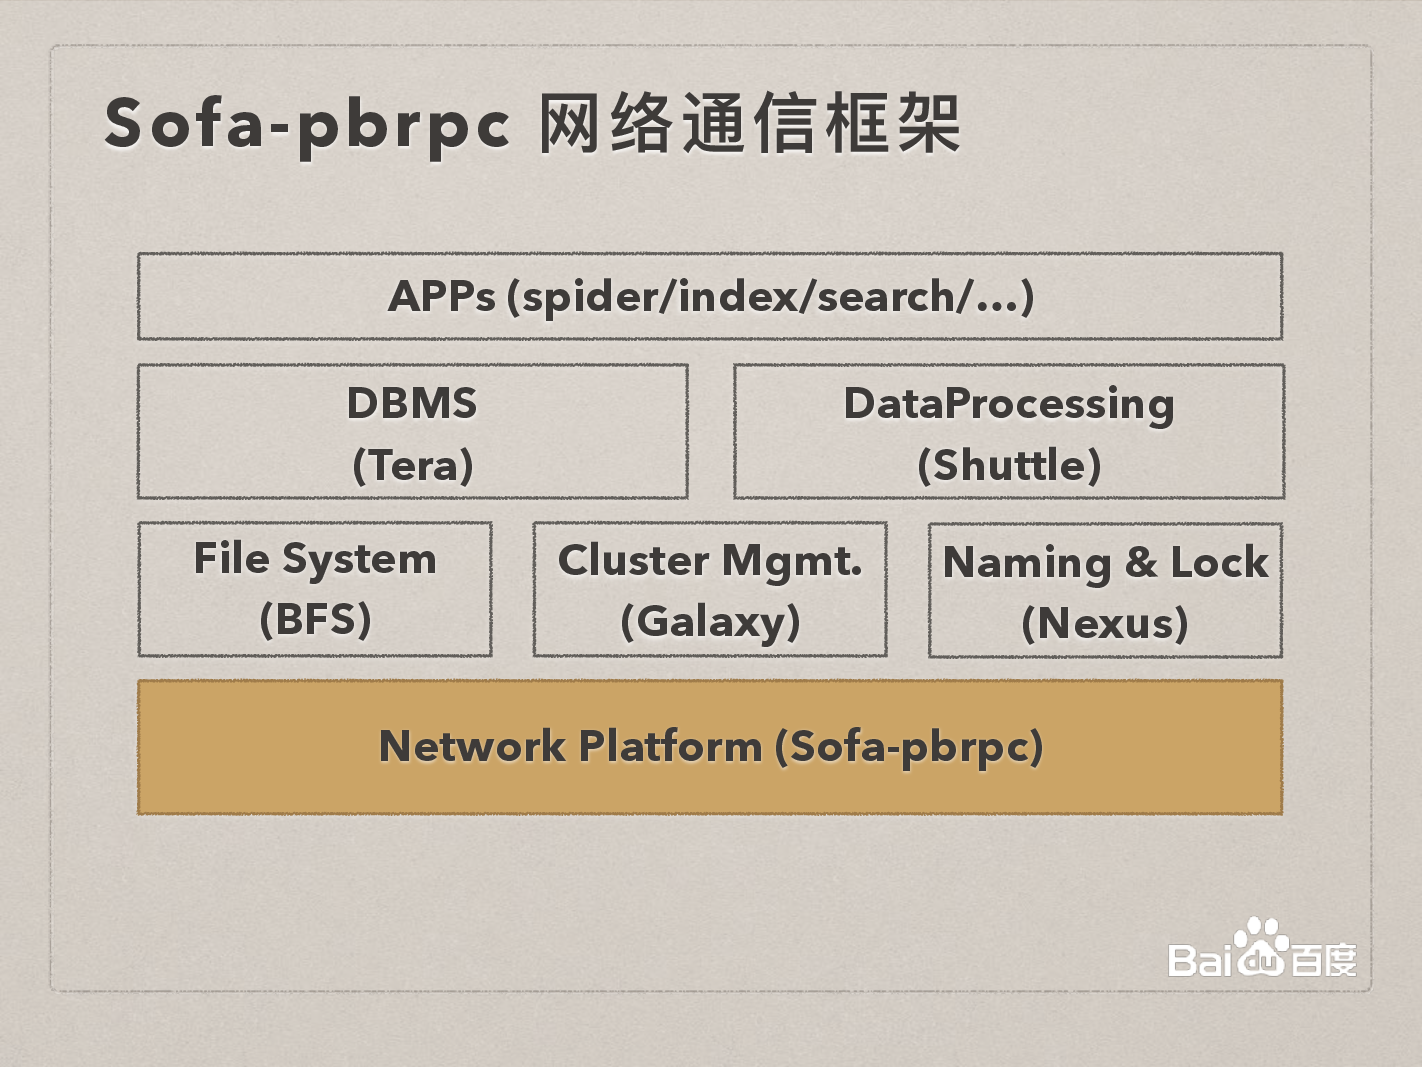 Sofa-pbrpc 网络通信框架
APPs (spider/index/search/...)
DBMS
(Tera)
DataProcessing
(Shuttle)
File System
(BFS)
Cluster Mgmt.
(Galaxy)
Naming & Lock
(Nexus)
Network Platform (Sofa-pbrpc)
Bai du 百度